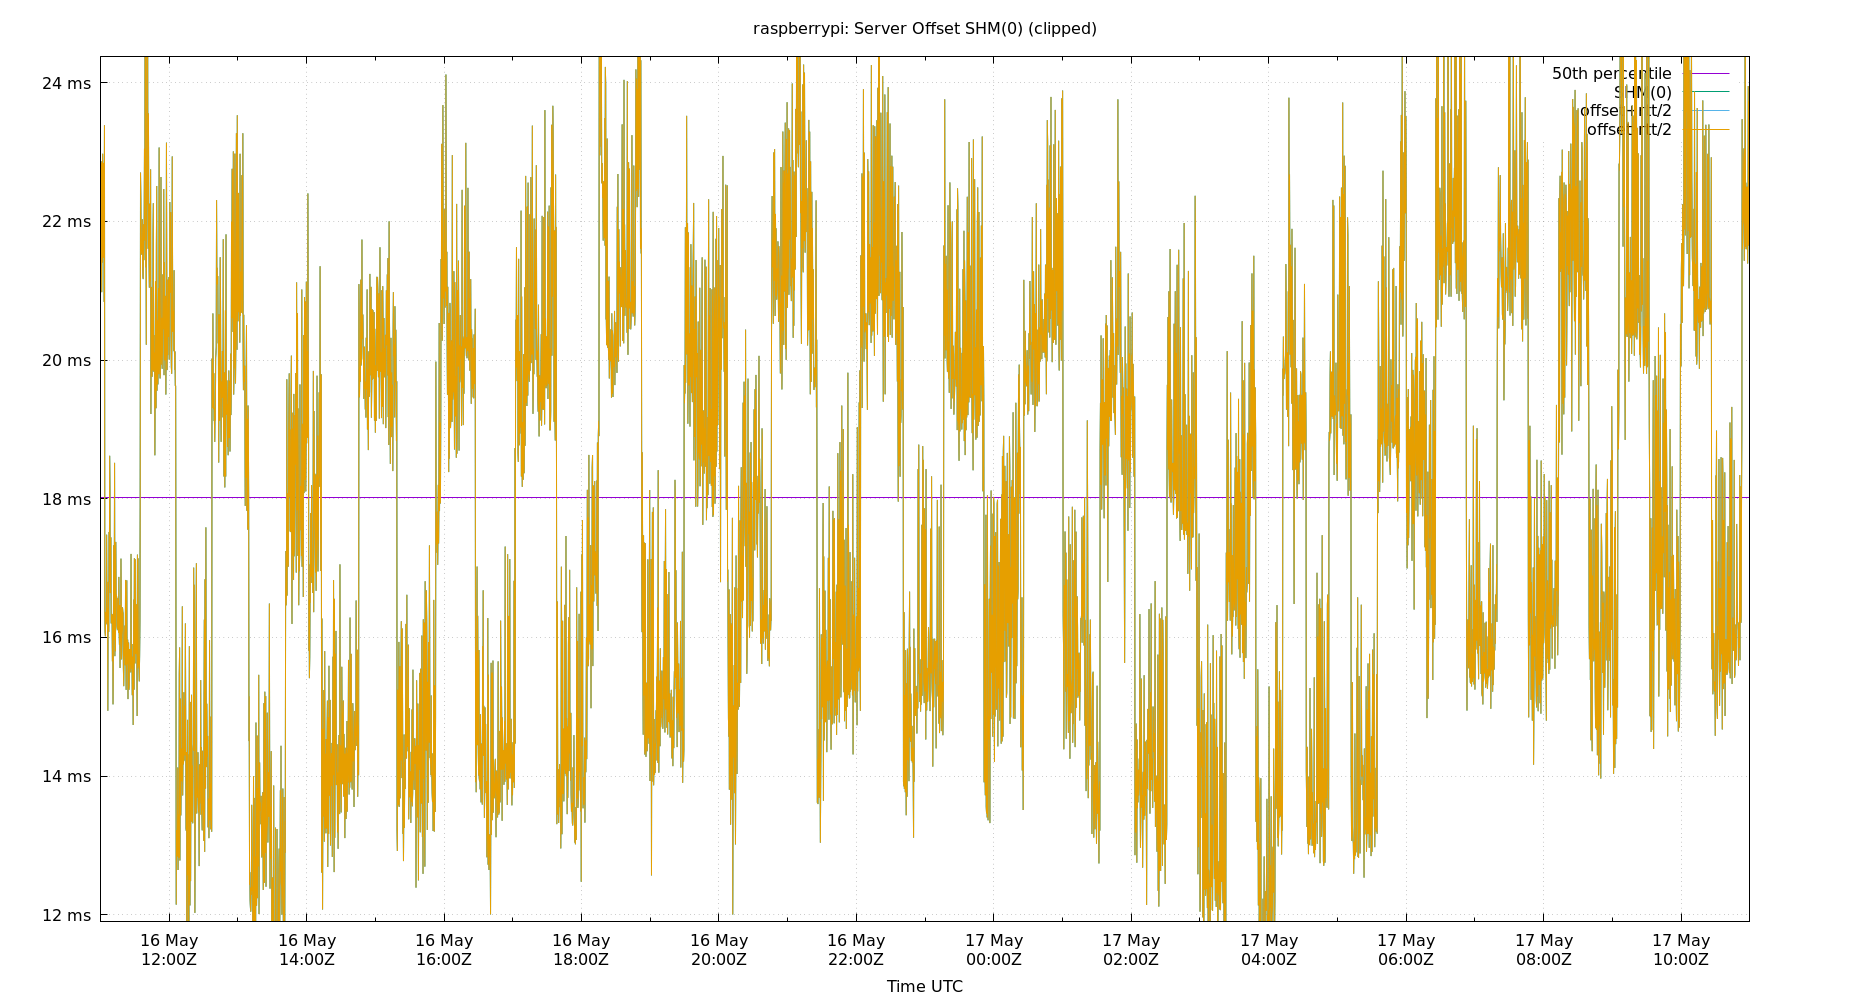 raspberrypi: Server Offset SHM(0) (clipped)
50th percentile
SHM(0)
offset+rtt/2
offset-rtt/2
24 ms
22 ms
20 ms
18 ms
16 ms
14 ms
12 ms
16 May 16 May 16 May 16 May 16 May 16 May 17 May 17 May 17 May 17 May 17 May 17 May
12:00Z 14:00Z 16:00Z 18:00Z 20:00Z 22:00Z 00:00Z 02:00Z 04:00Z 06:00Z 08:00Z 10:00Z
Time UTC